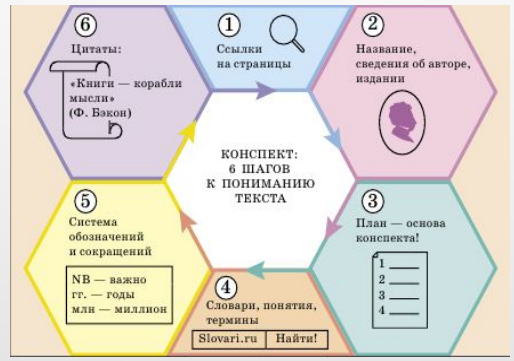 КОНСПЕКТ:
6 ШАГОВ
К ПОНИМАНИЮ
ТЕКСТА
1
Ссылки
на страницы
2
Название,
сведения об авторе,
издании
3
План — основа
конспекта!
1
2
3
4
4
Словари, понятия,
термины
Slovari.ru Найти!
5
Система
обозначений
и сокращений
NB — важно
гг. — годы
млн — миллион
6
Цитаты:
«Книги — корабли
мысли»
(Ф. Бэкон)